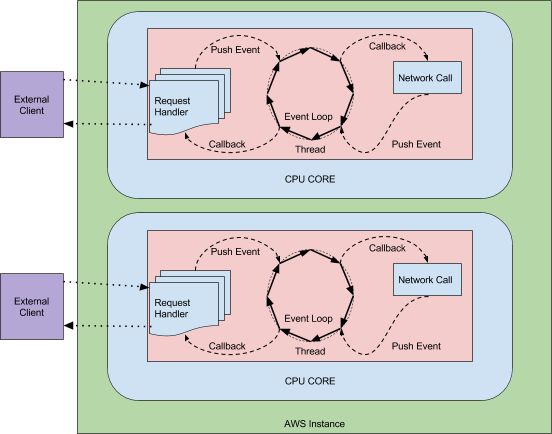 Push Event
Callback
External
Client
Request
Handler
Event Loop
Network Call
Callback
Thread
Push Event
CPU CORE
Push Event
Callback
External
Client
Request
Handler
Event Loop
Network Call
Callback
Thread
Push Event
CPU CORE
AWS Instance